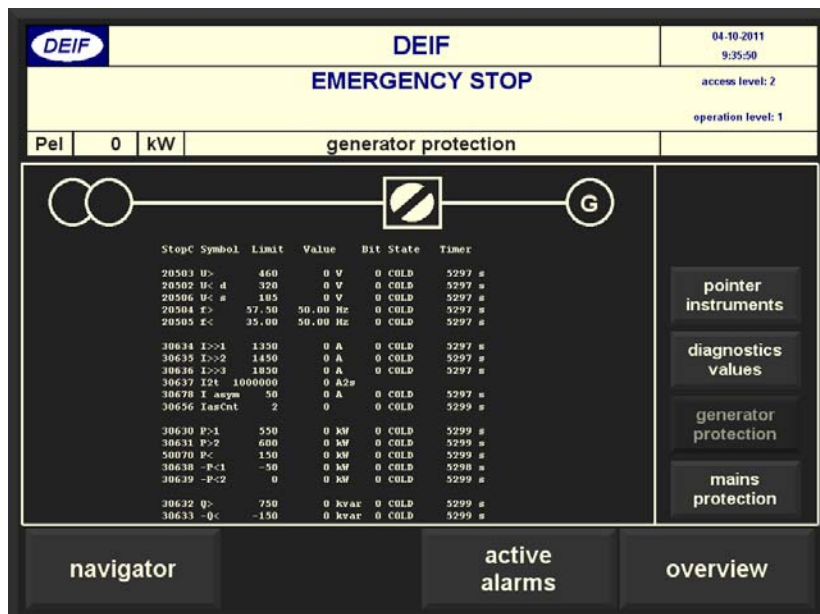 DEIF
DEIF
04-10-2011
9:35:50
EMERGENCY STOP
access level: 2
operation level: 1
Pel 0 kW generator protection
G
StopC Symbol Limit Value Bit State Timer
20503 U> 460 0 V 0 COLD 5297 s
20502 U< d 320 0 V 0 COLD 5297 s
20506 U< s 185 0 V 0 COLD 5297 s
20504 f> 57.50 50.00 Hz 0 COLD 5297 s
20505 f< 35.00 50.00 Hz 0 COLD 5297 s
30634 I>>1 1350 0 A 0 COLD 5297 s
30635 I>>2 1450 0 A 0 COLD 5297 s
30636 I>>3 1850 0 A 0 COLD 5297 s
30637 I2t 1000000 0 A2s
30678 I asym 50 0 A 0 COLD 5297 s
30656 IasCnt 2 0 0 COLD 5299 s
30630 P>1 550 0 kW 0 COLD 5299 s
30631 P>2 600 0 kW 0 COLD 5299 s
50070 P< 150 0 kW 0 COLD 5299 s
30638 -P<1 -50 0 kW 0 COLD 5298 s
30639 -P<2 0 0 kW 0 COLD 5299 s
30632 Q> 750 0 kvar 0 COLD 5299 s
30633 -Q< -150 0 kvar 0 COLD 5299 s
pointer
instruments
diagnostics
values
generator
protection
mains
protection
navigator
active
alarms
overview